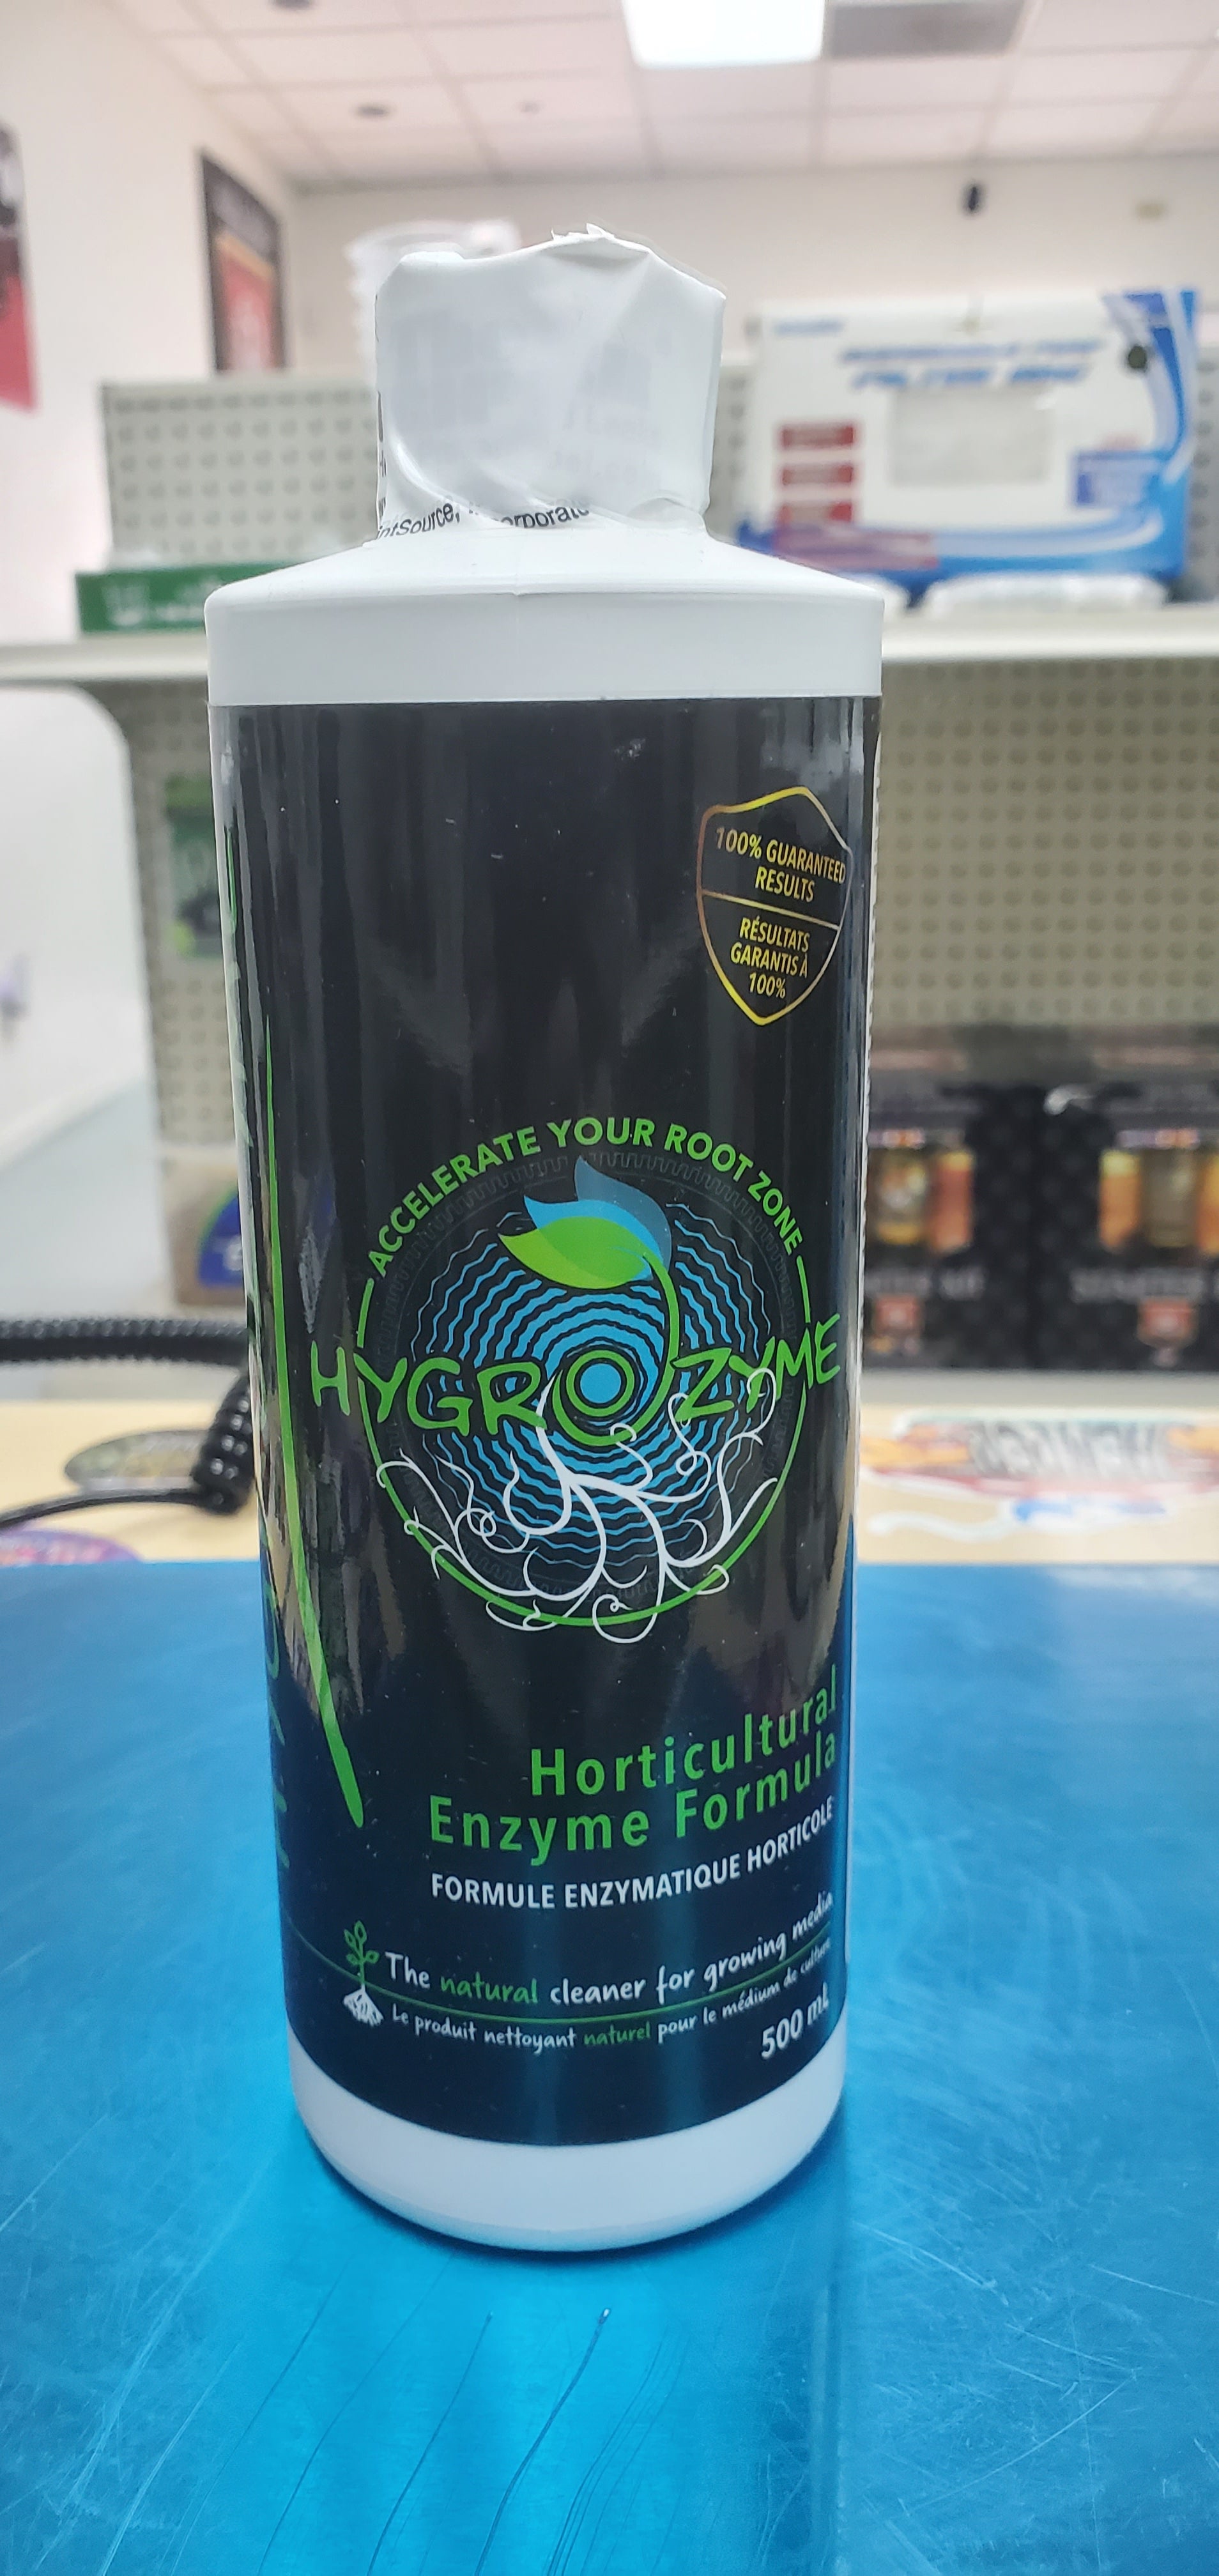 100% GUARANTEED
RESULTS
RÉSULTATS
GARANTIS À
100%
ACCELERATE YOUR ROOT ZONE
HYGROZYME
Horticultural
Enzyme Formula
FORMULE ENZYMATIQUE HORTICOLE
The natural cleaner for growing media
Le produit nettoyant naturel pour le médium de culture
500 mL